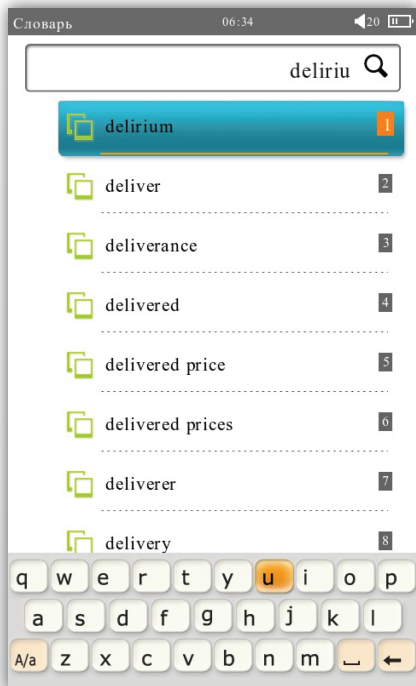 Словарь 06:34 20
deliriu
delirium 1
deliver 2
deliverance 3
delivered 4
delivered price 5
delivered prices 6
deliverer 7
delivery 8
q w e r t y u i o p
a s d f g h j k l
A/a z x c v b n m